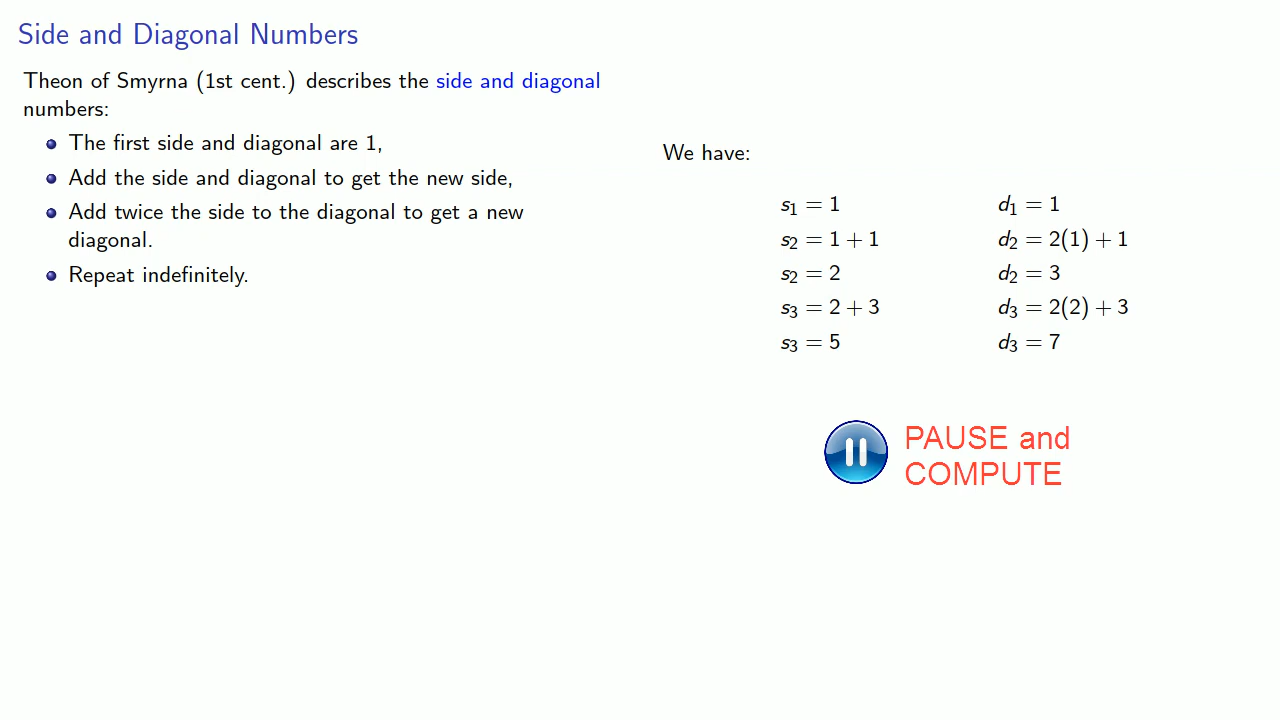 Side and Diagonal Numbers
Theon of Smyrna (1st cent.) describes the side and diagonal
numbers:
The first side and diagonal are 1,
Add the side and diagonal to get the new side,
Add twice the side to the diagonal to get a new
diagonal.
Repeat indefinitely.
We have:
s₁ = 1 d₁ = 1
s₂ = 1 + 1 d₂ = 2(1) + 1
s₂ = 2 d₂ = 3
s₃ = 2 + 3 d₃ = 2(2) + 3
s₃ = 5 d₃ = 7
PAUSE and
COMPUTE